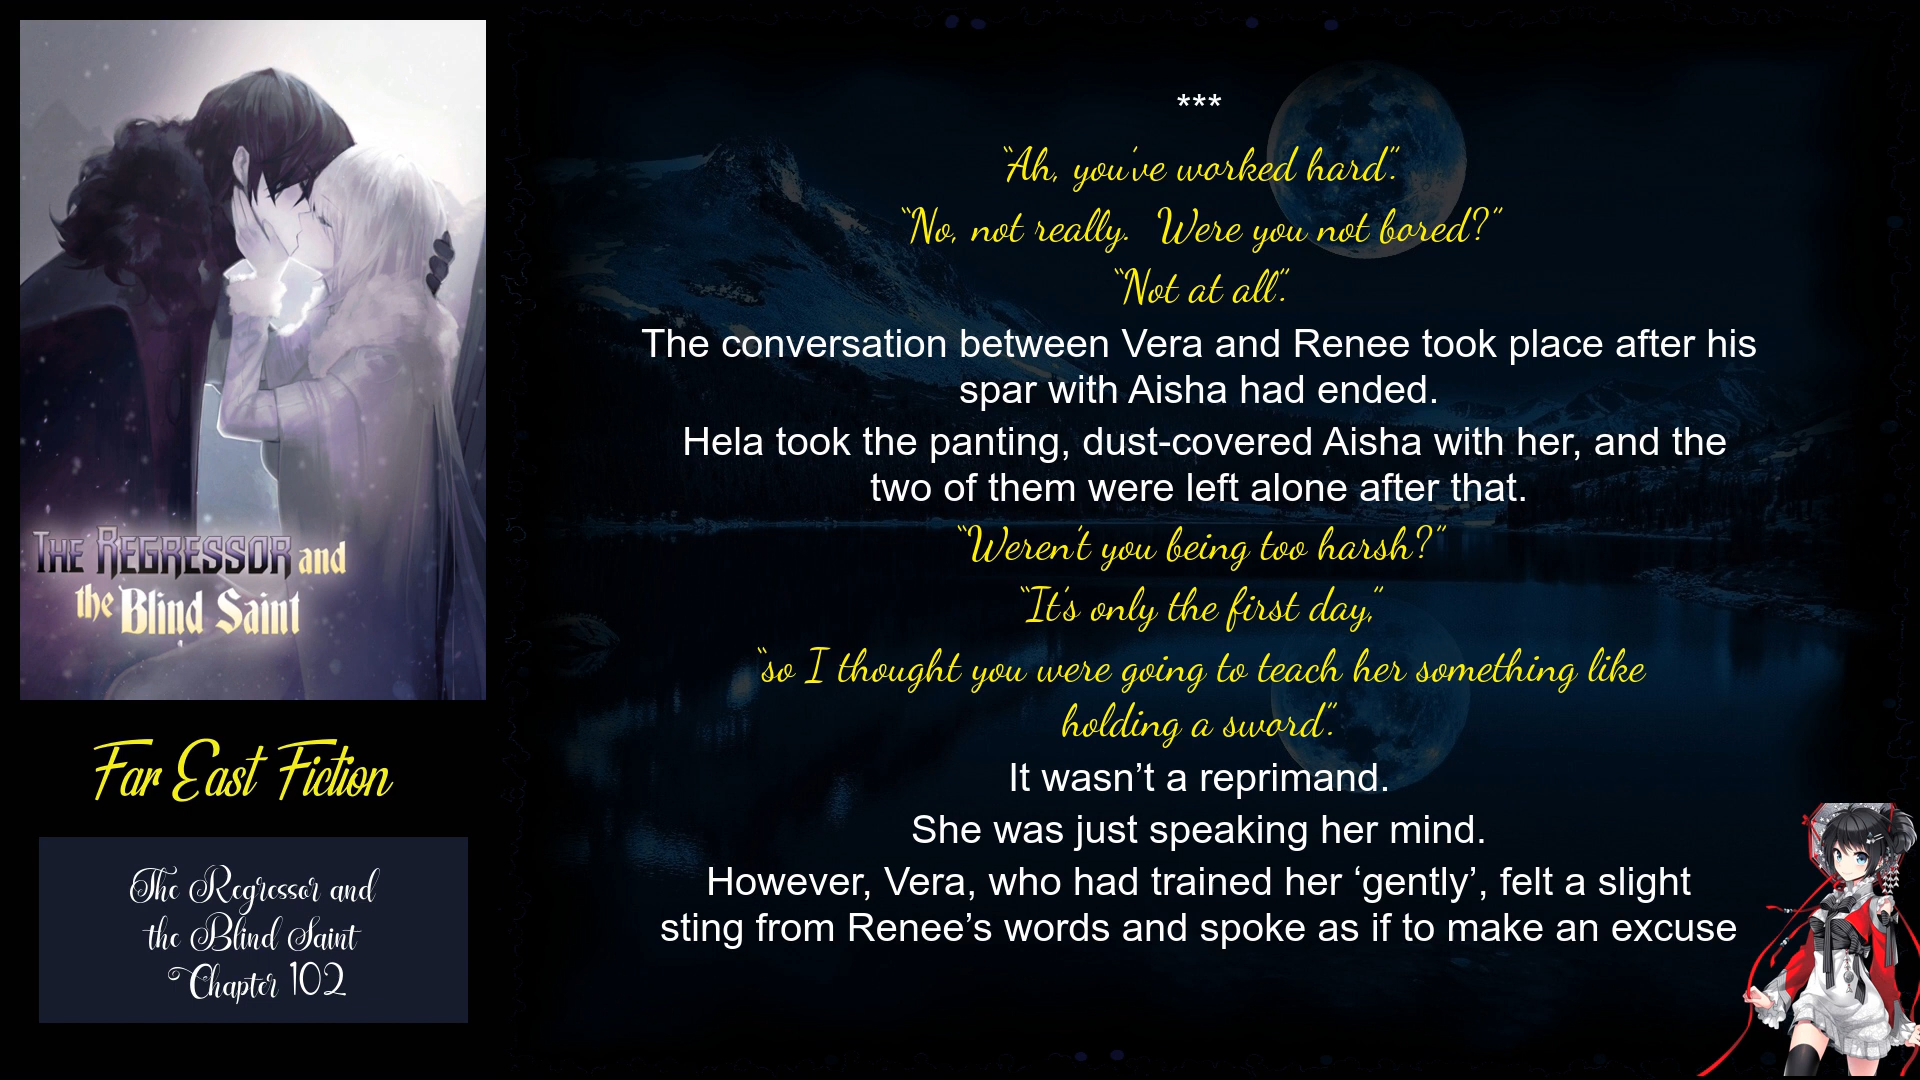 THE REGRESSOR and
the Blind Saint
Far East Fiction
The Regressor and
the Blind Saint
Chapter 102
***
“Ah, you’ve worked hard”.
“No, not really.  Were you not bored?”
“Not at all”.
The conversation between Vera and Renee took place after his
spar with Aisha had ended.
Hela took the panting, dust-covered Aisha with her, and the
two of them were left alone after that.
“Weren’t you being too harsh?”
“It’s only the first day,”
“so I thought you were going to teach her something like
holding a sword”.
It wasn’t a reprimand.
She was just speaking her mind.
However, Vera, who had trained her ‘gently’, felt a slight
sting from Renee’s words and spoke as if to make an excuse